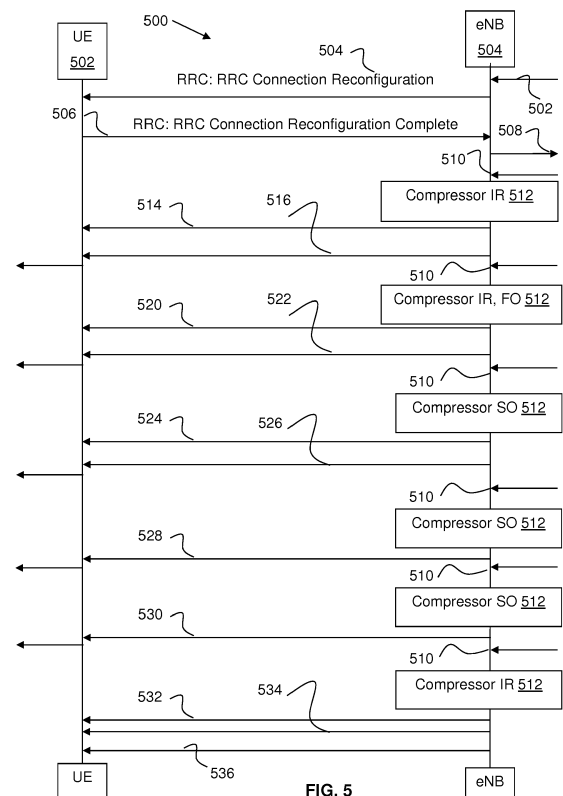 500
UE
502
eNB
504
504
RRC: RRC Connection Reconfiguration
502
506
RRC: RRC Connection Reconfiguration Complete
508
510
Compressor IR 512
514
516
510
Compressor IR, FO 512
520
522
510
Compressor SO 512
524
526
510
Compressor SO 512
528
510
Compressor SO 512
530
510
Compressor IR 512
532
534
536
UE
eNB
FIG. 5